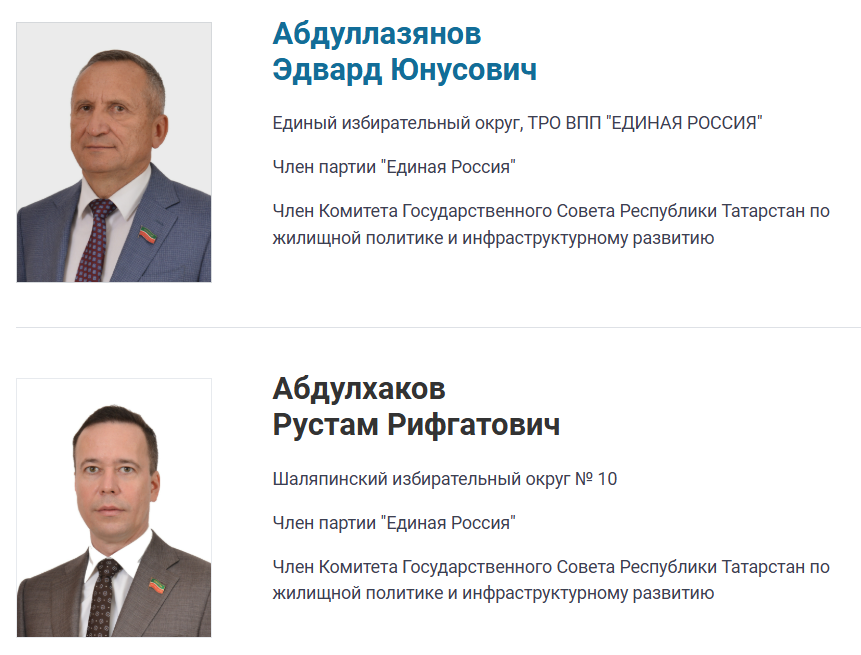 Абдуллазянов
Эдвард Юнусович
Единый избирательный округ, ТРО ВПП "ЕДИНАЯ РОССИЯ"
Член партии "Единая Россия"
Член Комитета Государственного Совета Республики Татарстан по
жилищной политике и инфраструктурному развитию
Абдулхаков
Рустам Рифгатович
Шаляпинский избирательный округ № 10
Член партии "Единая Россия"
Член Комитета Государственного Совета Республики Татарстан по
жилищной политике и инфраструктурному развитию